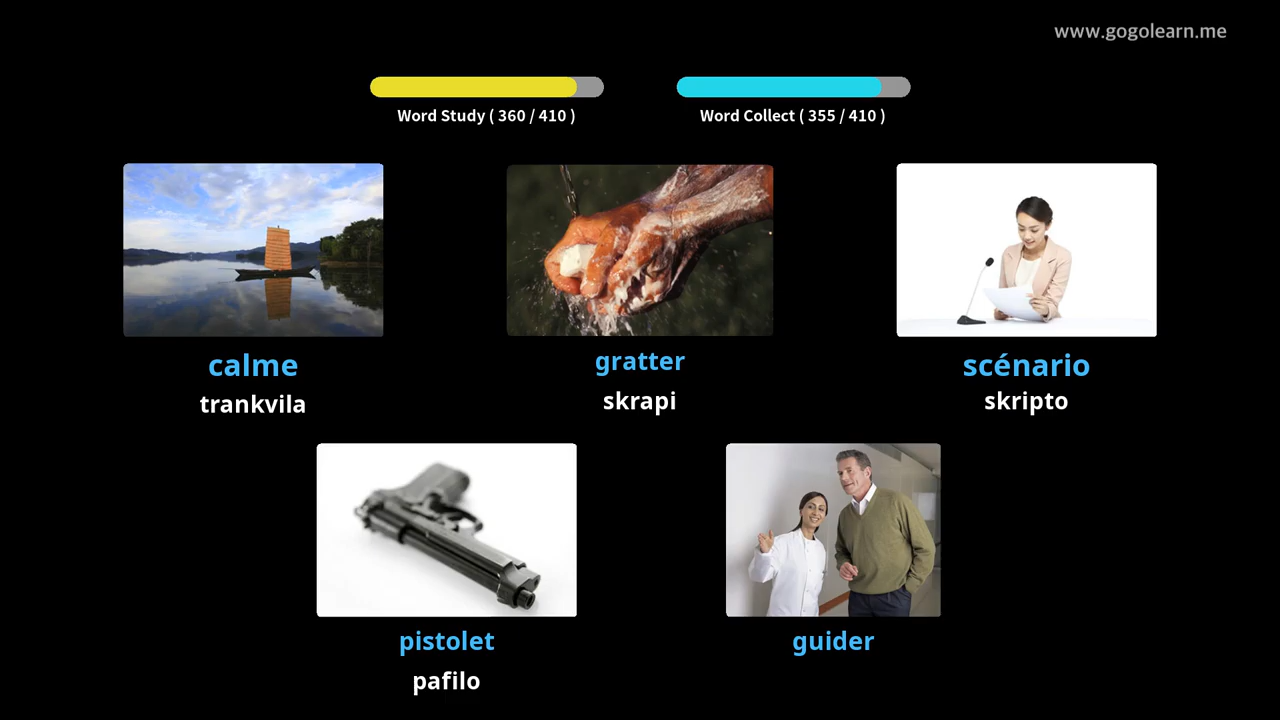 www.gogolearn.me
Word Study ( 360 / 410 )
Word Collect ( 355 / 410 )
calme
trankvila
gratter
skrapi
scénario
skripto
pistolet
pafilo
guider